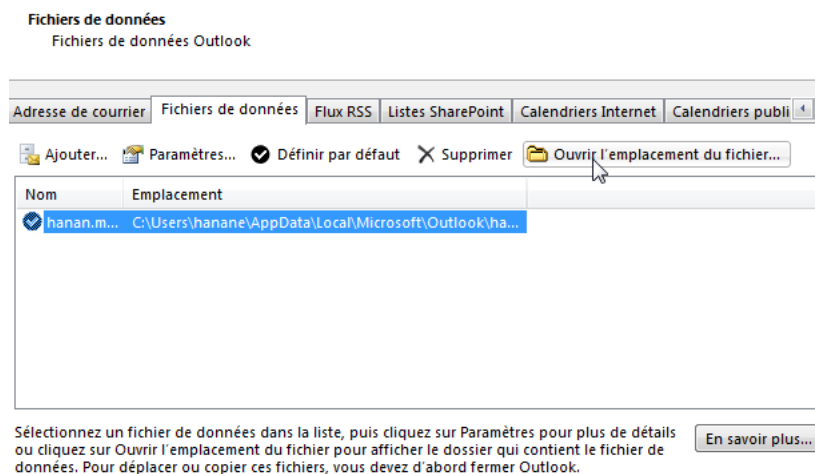 Fichiers de données
Fichiers de données Outlook
Adresse de courrier Fichiers de données Flux RSS Listes SharePoint Calendriers Internet Calendriers publi
Ajouter... Paramètres... Définir par défaut Supprimer Ouvrir l'emplacement du fichier...
Nom Emplacement
hanan.m... C:\Users\hanane\AppData\Local\Microsoft\Outlook\ha...
Sélectionnez un fichier de données dans la liste, puis cliquez sur Paramètres pour plus de détails
ou cliquez sur Ouvrir l'emplacement du fichier pour afficher le dossier qui contient le fichier de
données. Pour déplacer ou copier ces fichiers, vous devez d'abord fermer Outlook.
En savoir plus...